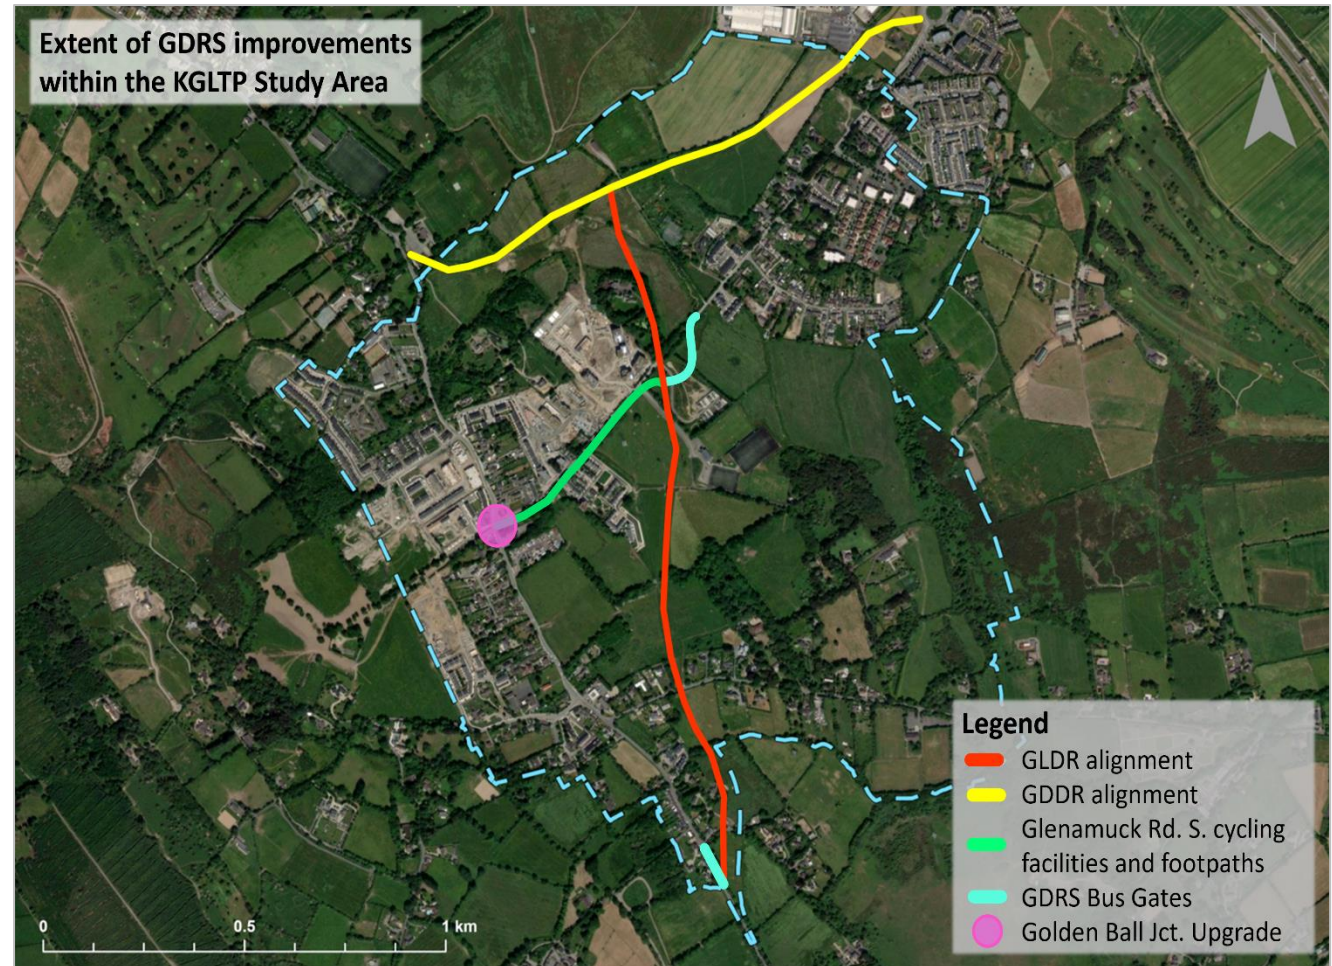 Extent of GDRS improvements
within the KGLTP Study Area
Legend
GLDR alignment
GDDR alignment
Glenamuck Rd. S. cycling
facilities and footpaths
GDRS Bus Gates
Golden Ball Jct. Upgrade
0 0.5 1 km